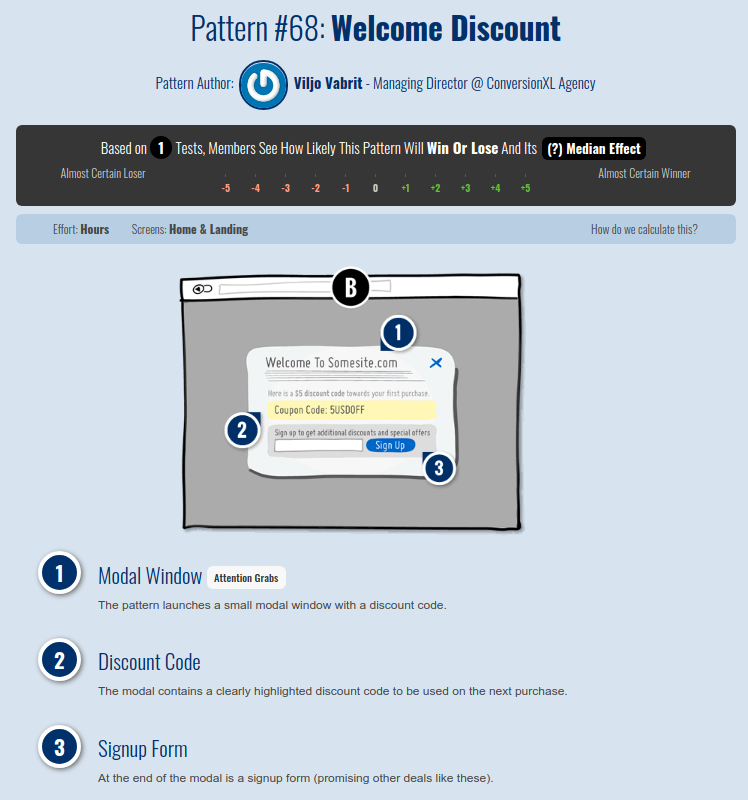 Pattern #68: Welcome Discount
Pattern Author: Viljo Vabrit - Managing Director @ ConversionXL Agency
Based on 1 Tests, Members See How Likely This Pattern Will Win Or Lose And Its (?) Median Effect
Almost Certain Loser Almost Certain Winner
-5 -4 -3 -2 -1 0 +1 +2 +3 +4 +5
Effort: Hours Screens: Home & Landing How do we calculate this?
B
1
Welcome To Somesite.com
Here is a $5 discount code towards your first purchase.
Coupon Code: 5USDOFF
2
Sign up to get additional discounts and special offers
Sign Up
3
1 Modal Window Attention Grabs
The pattern launches a small modal window with a discount code.
2 Discount Code
The modal contains a clearly highlighted discount code to be used on the next purchase.
3 Signup Form
At the end of the modal is a signup form (promising other deals like these).